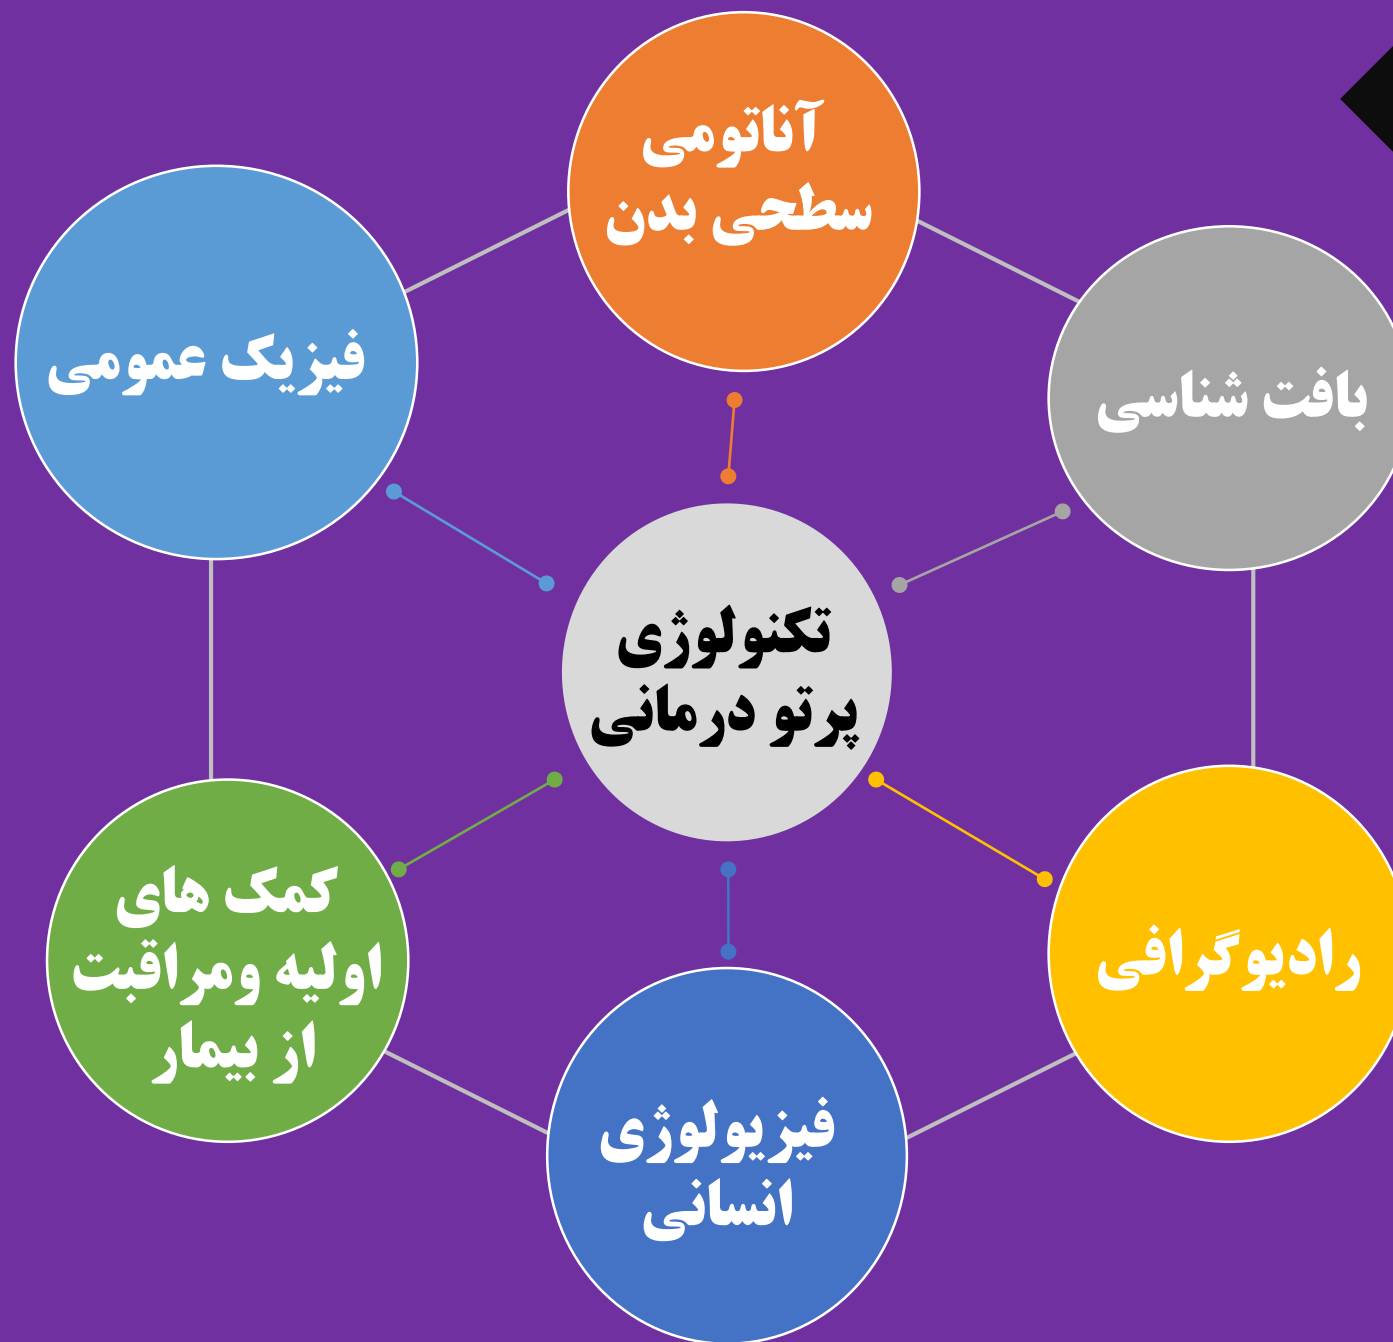 آناتومی
سطحی بدن
بافت شناسی
فیزیک عمومی
تکنولوژی
پرتو درمانی
رادیوگرافی
کمک های
اولیه ومراقبت
از بیمار
فیزیولوژی
انسانی